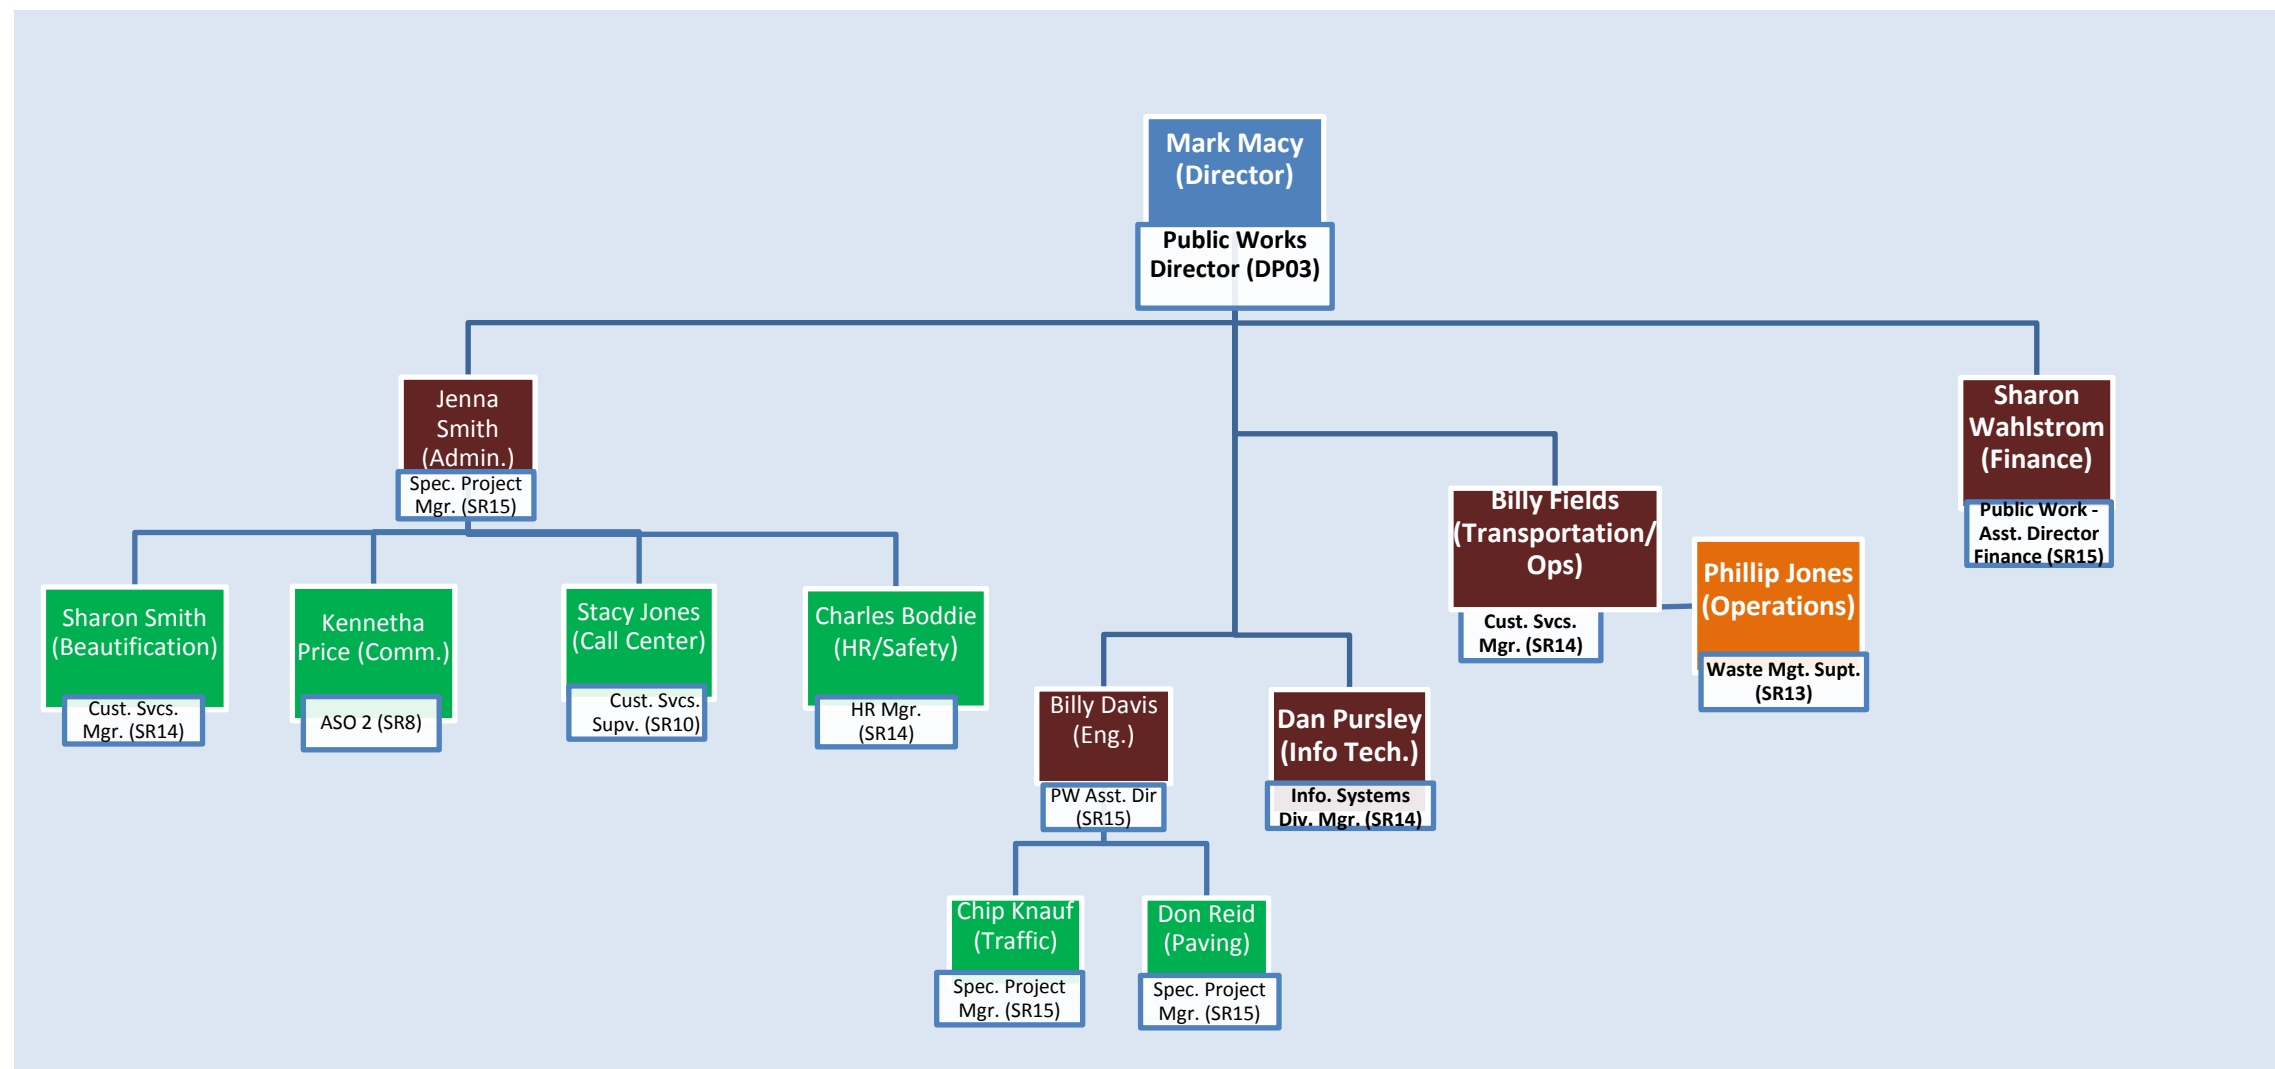 Mark Macy
(Director)
Public Works
Director (DP03)
Jenna
Smith
(Admin.)
Spec. Project
Mgr. (SR15)
Sharon
Wahlstrom
(Finance)
Public Work -
Asst. Director
Finance (SR15)
Billy Fields
(Transportation/
Ops)
Cust. Svcs.
Mgr. (SR14)
Phillip Jones
(Operations)
Waste Mgt. Supt.
(SR13)
Sharon Smith
(Beautification)
Cust. Svcs.
Mgr. (SR14)
Kennetha
Price (Comm.)
ASO 2 (SR8)
Stacy Jones
(Call Center)
Cust. Svcs.
Supv. (SR10)
Charles Boddie
(HR/Safety)
HR Mgr.
(SR14)
Billy Davis
(Eng.)
PW Asst. Dir
(SR15)
Dan Pursley
(Info Tech.)
Info. Systems
Div. Mgr. (SR14)
Chip Knauf
(Traffic)
Spec. Project
Mgr. (SR15)
Don Reid
(Paving)
Spec. Project
Mgr. (SR15)